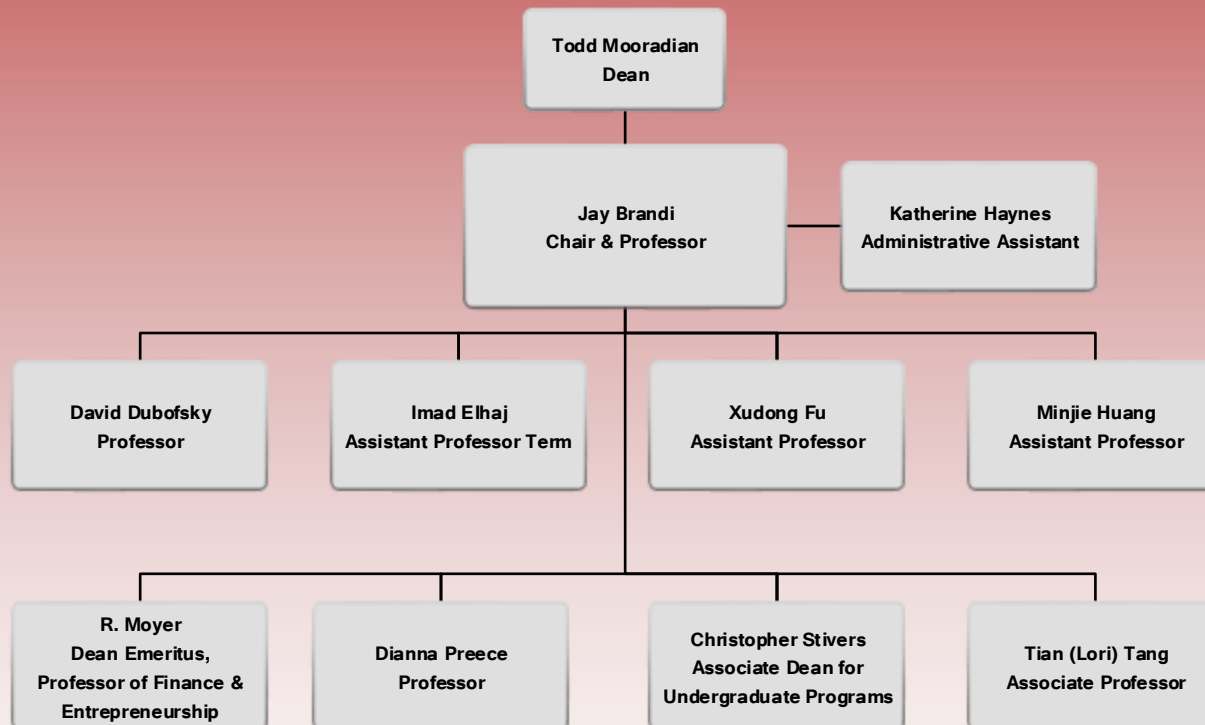 Todd Mooradian
Dean
Jay Brandi
Chair & Professor
Katherine Haynes
Administrative Assistant
David Dubofsky
Professor
Imad Elhaj
Assistant Professor Term
Xudong Fu
Assistant Professor
Minjie Huang
Assistant Professor
R. Moyer
Dean Emeritus,
Professor of Finance &
Entrepreneurship
Dianna Preece
Professor
Christopher Stivers
Associate Dean for
Undergraduate Programs
Tian (Lori) Tang
Associate Professor